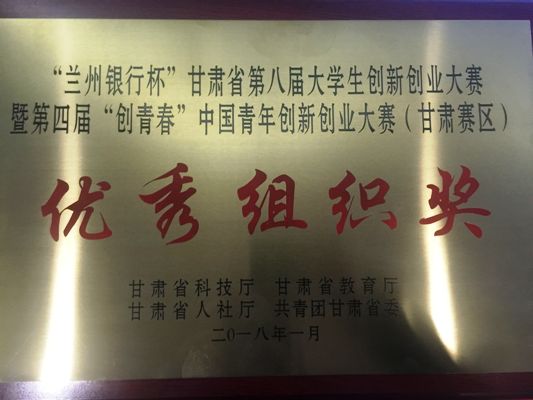 “兰州银行杯”甘肃省第八届大学生创新创业大赛
暨第四届“创青春”中国青年创新创业大赛（甘肃赛区）
优秀组织奖
甘肃省科技厅 甘肃省教育厅
甘肃省人社厅 共青团甘肃省委
二〇一八年一月